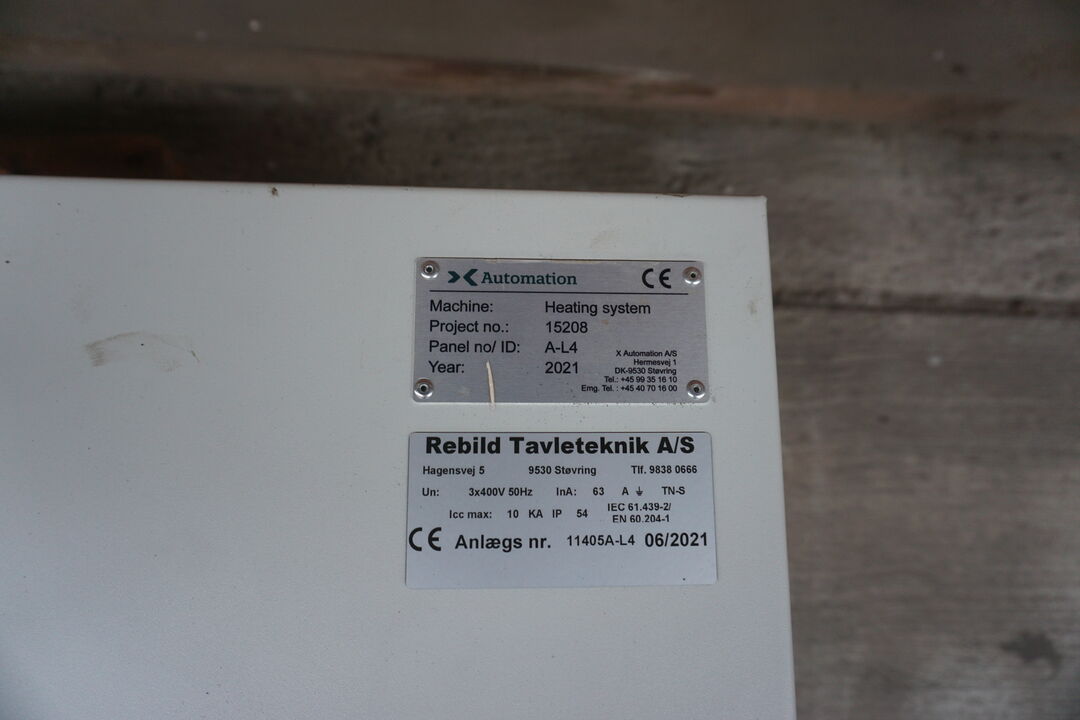 X Automation CE
Machine: Heating system
Project no.: 15208
Panel no/ ID: A-L4
Year: 2021
X Automation A/S
Hermesvej 1
DK-9530 Støvring
Tel.: +45 99 35 16 10
Emg. Tel. : +45 40 70 16 00
Rebild Tavleteknik A/S
Hagensvej 5 9530 Støvring Tlf. 9838 0666
Un: 3x400V 50Hz InA: 63 A ⏚ TN-S
Icc max: 10 KA IP 54 IEC 61.439-2/
EN 60.204-1
CE Anlægs nr. 11405A-L4 06/2021